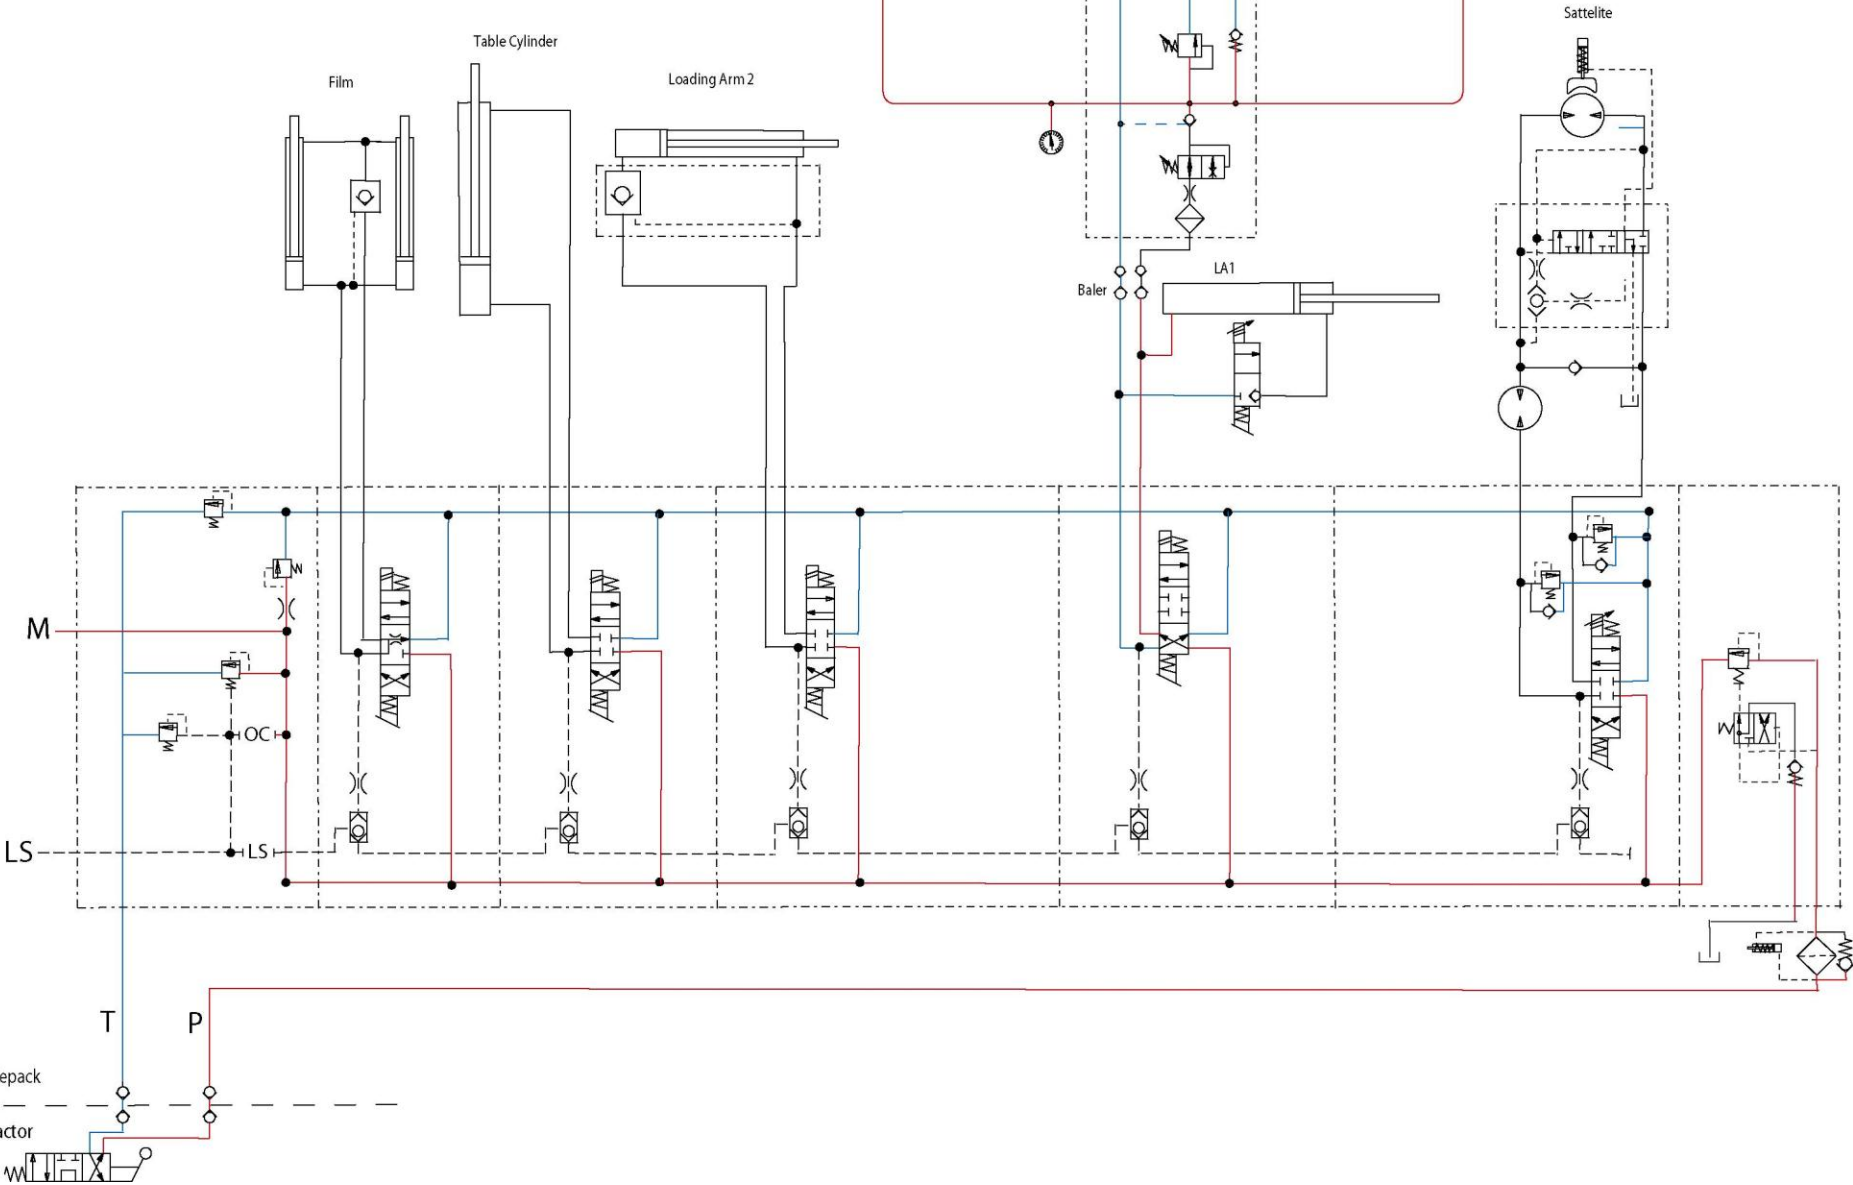 Sattelite
Table Cylinder
Film
Loading Arm 2
LA1
Baler
M
OC
LS
LS
T
P
epack
actor